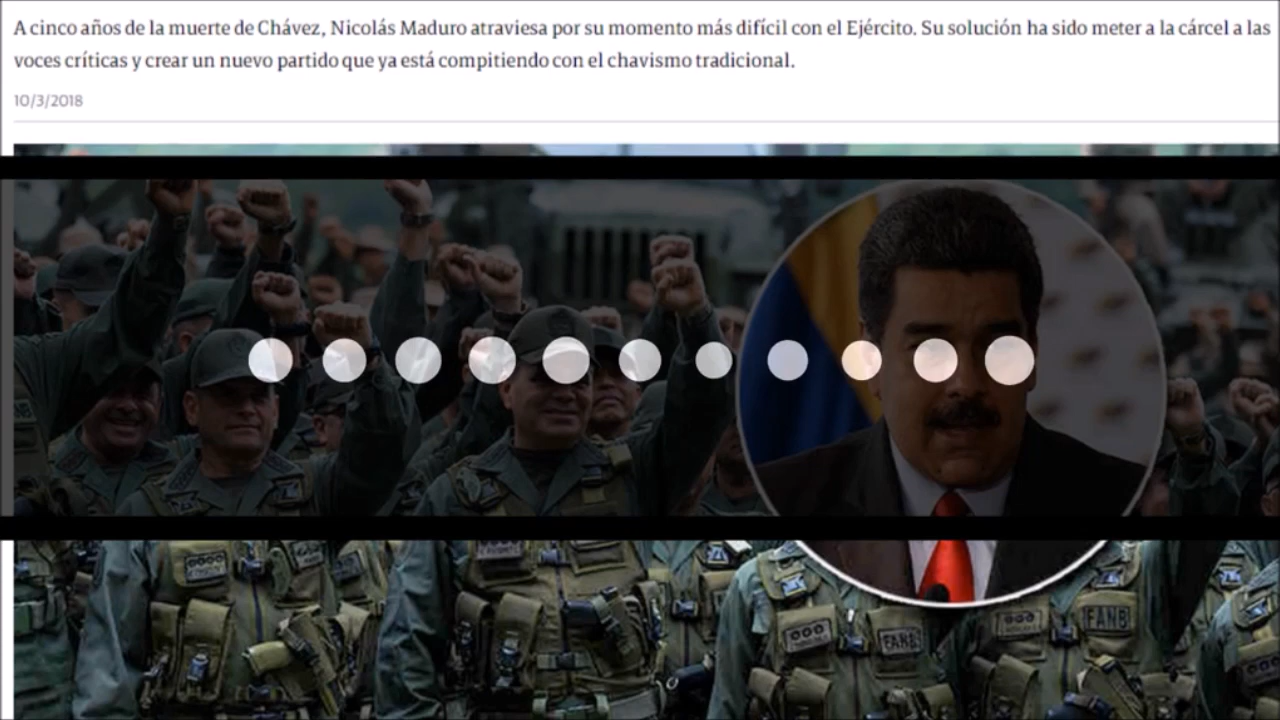 A cinco años de la muerte de Chávez, Nicolás Maduro atraviesa por su momento más difícil con el Ejército. Su solución ha sido meter a la cárcel a las
voces críticas y crear un nuevo partido que ya está compitiendo con el chavismo tradicional.
10/3/2018
FANB
FANB